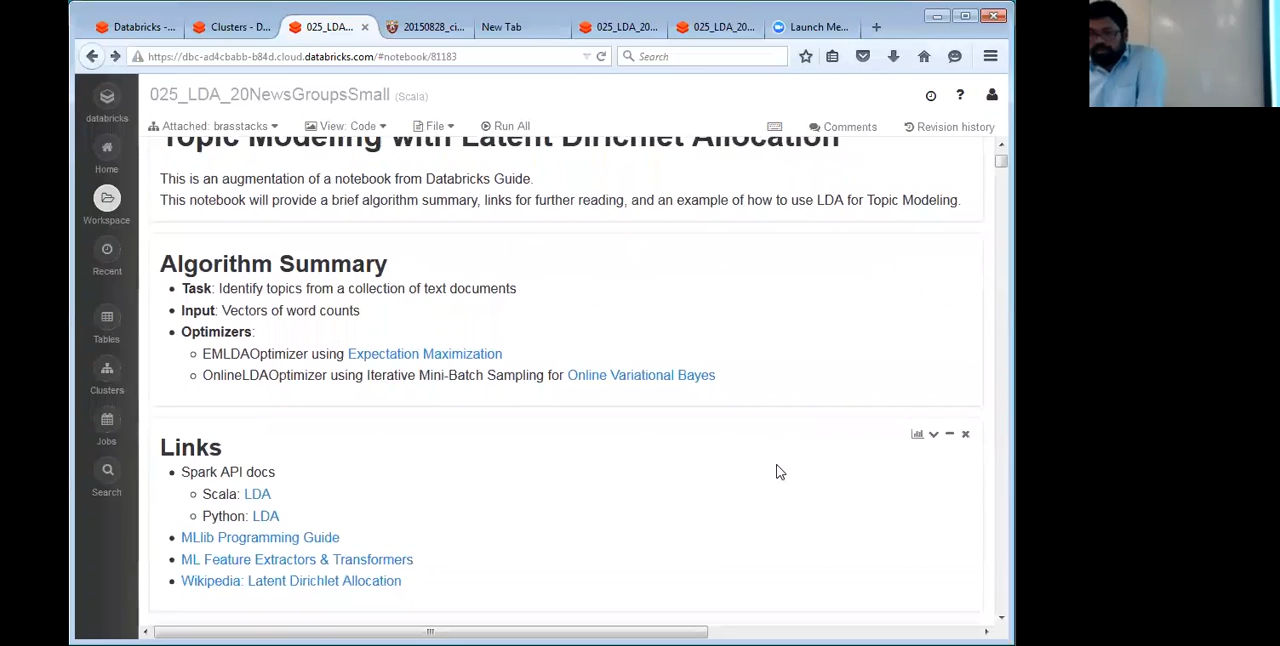 Databricks -...
Clusters - D...
025_LDA...
20150828_ci...
New Tab
025_LDA_20...
025_LDA_20...
Launch Me...
https://dbc-ad4cbabb-b84d.cloud.databricks.com/#notebook/81183
Search
databricks
Home
Workspace
Recent
Tables
Clusters
Jobs
Search
025_LDA_20NewsGroupsSmall (Scala)
Attached: brasstacks
View: Code
File
Run All
Comments
Revision history
Topic Modeling with Latent Dirichlet Allocation
This is an augmentation of a notebook from Databricks Guide.
This notebook will provide a brief algorithm summary, links for further reading, and an example of how to use LDA for Topic Modeling.
Algorithm Summary
• Task: Identify topics from a collection of text documents
• Input: Vectors of word counts
• Optimizers:
◦ EMLDAOptimizer using Expectation Maximization
◦ OnlineLDAOptimizer using Iterative Mini-Batch Sampling for Online Variational Bayes
Links
• Spark API docs
◦ Scala: LDA
◦ Python: LDA
• MLlib Programming Guide
• ML Feature Extractors & Transformers
• Wikipedia: Latent Dirichlet Allocation